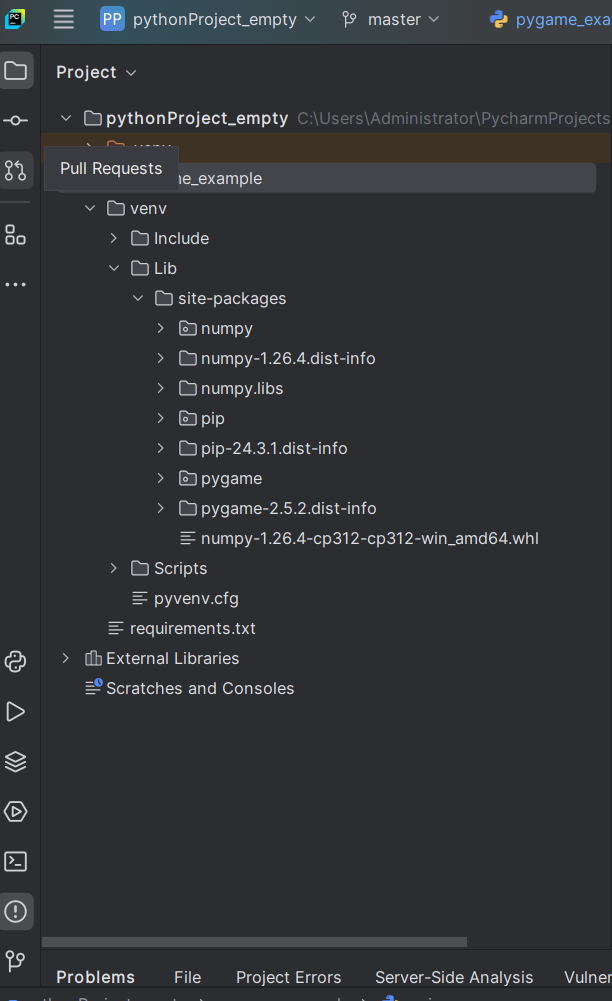 PC
PP pythonProject_empty master pygame_exa
Project
pythonProject_empty C:\Users\Administrator\PycharmProjects
Pull Requests
ne_example
venv
Include
Lib
site-packages
numpy
numpy-1.26.4.dist-info
numpy.libs
pip
pip-24.3.1.dist-info
pygame
pygame-2.5.2.dist-info
numpy-1.26.4-cp312-cp312-win_amd64.whl
Scripts
pyvenv.cfg
requirements.txt
External Libraries
Scratches and Consoles
Problems File Project Errors Server-Side Analysis Vulner